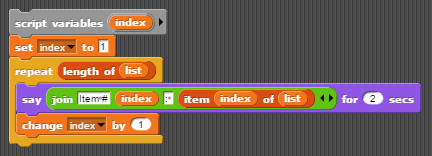 script variables index
set index to 1
repeat length of list
say join Item # index : item index of list for 2 secs
change index by 1